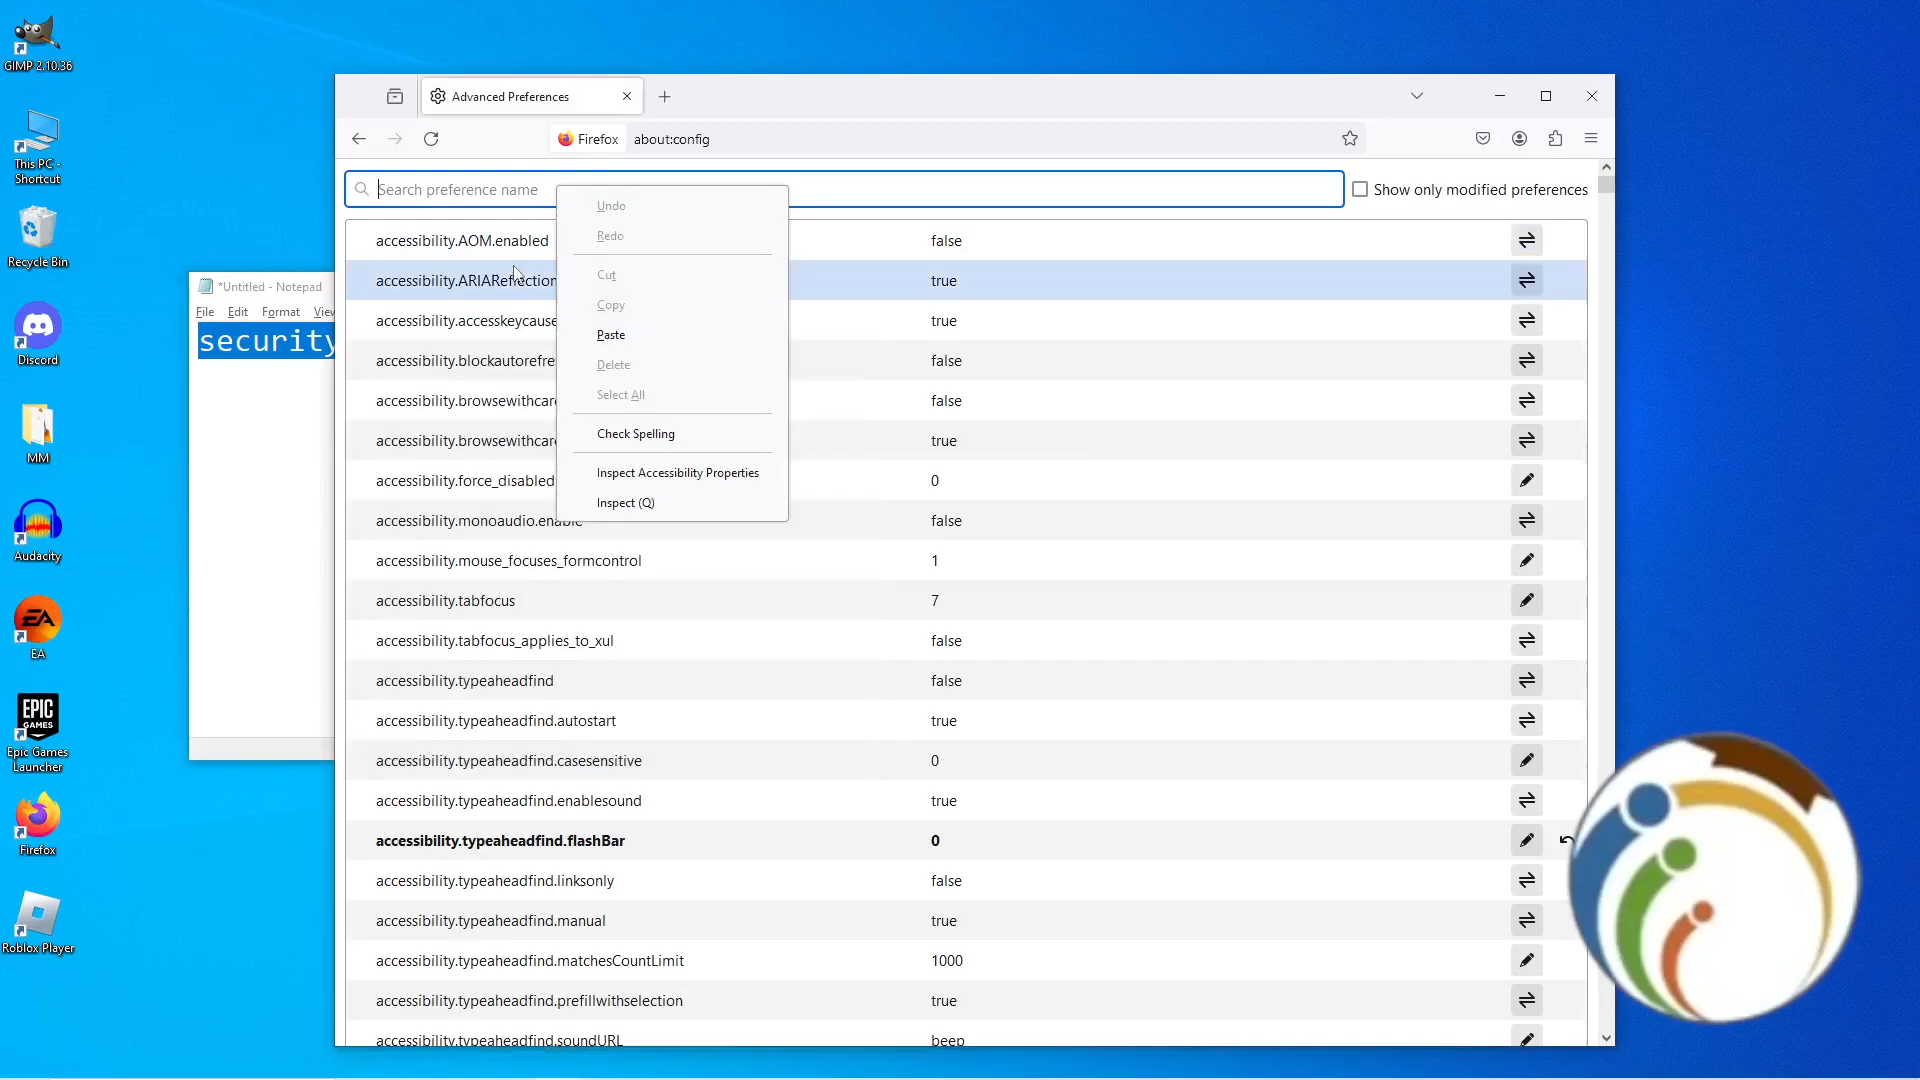 GIMP 2.10.36
This PC -
Shortcut
Recycle Bin
Discord
MM
Audacity
EA
EA
EPIC
GAMES
Epic Games
Launcher
Firefox
Roblox Player
*Untitled - Notepad
File Edit Format View
security
Advanced Preferences
Firefox about:config
Search preference name
Show only modified preferences
Undo
Redo
Cut
Copy
Paste
Delete
Select All
Check Spelling
Inspect Accessibility Properties
Inspect (Q)
accessibility.AOM.enabled false
true
accessibility.accesskeycause true
accessibility.blockautorefre false
accessibility.browsewithcare false
accessibility.browsewithcare true
accessibility.force_disabled 0
accessibility.monoaudio.enable false
accessibility.mouse_focuses_formcontrol 1
accessibility.tabfocus 7
accessibility.tabfocus_applies_to_xul false
accessibility.typeaheadfind false
accessibility.typeaheadfind.autostart true
accessibility.typeaheadfind.casesensitive 0
accessibility.typeaheadfind.enablesound true
accessibility.typeaheadfind.flashBar 0
accessibility.typeaheadfind.linksonly false
accessibility.typeaheadfind.manual true
accessibility.typeaheadfind.matchesCountLimit 1000
accessibility.typeaheadfind.prefillwithselection true
accessibility.typeaheadfind.soundURL beep